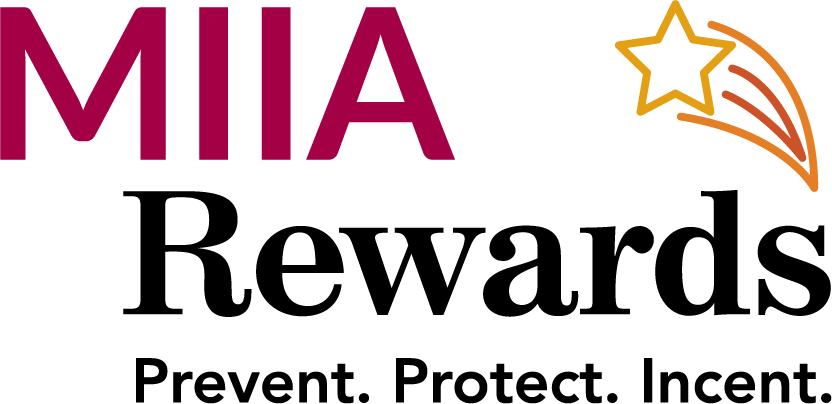 MIIA
Rewards
Prevent. Protect. Incent.